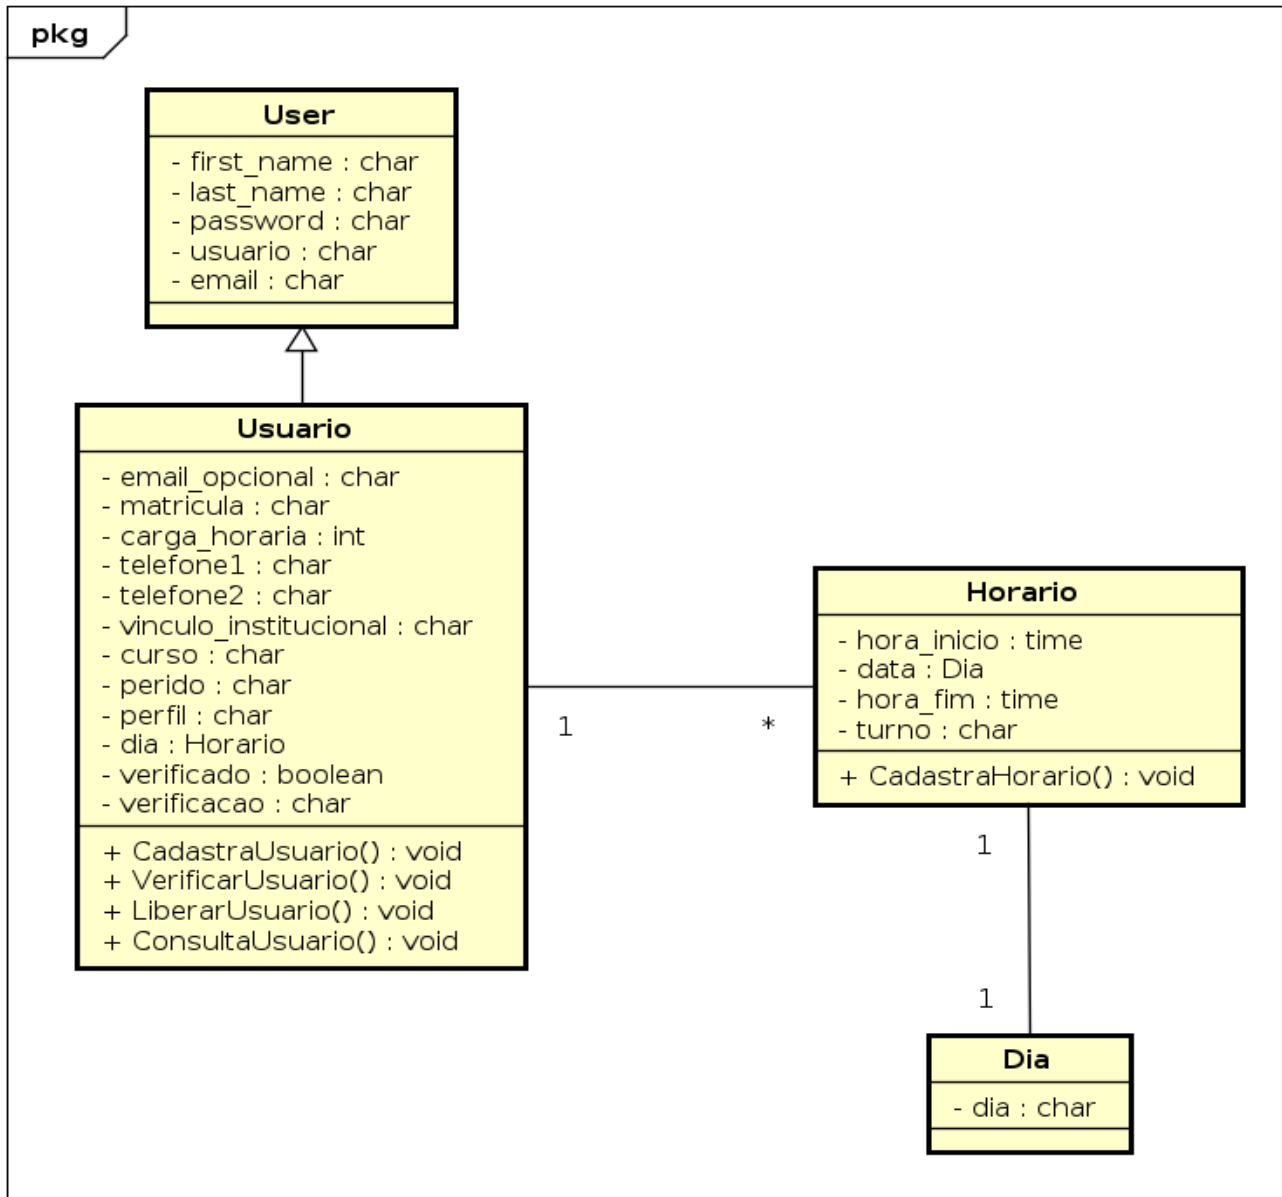 pkg
User
- first_name : char
- last_name : char
- password : char
- usuario : char
- email : char
Usuario
- email_opcional : char
- matricula : char
- carga_horaria : int
- telefone1 : char
- telefone2 : char
- vinculo_institucional : char
- curso : char
- perido : char
- perfil : char
- dia : Horario
- verificado : boolean
- verificacao : char
+ CadastraUsuario() : void
+ VerificarUsuario() : void
+ LiberarUsuario() : void
+ ConsultaUsuario() : void
1
*
Horario
- hora_inicio : time
- data : Dia
- hora_fim : time
- turno : char
+ CadastraHorario() : void
1
1
Dia
- dia : char